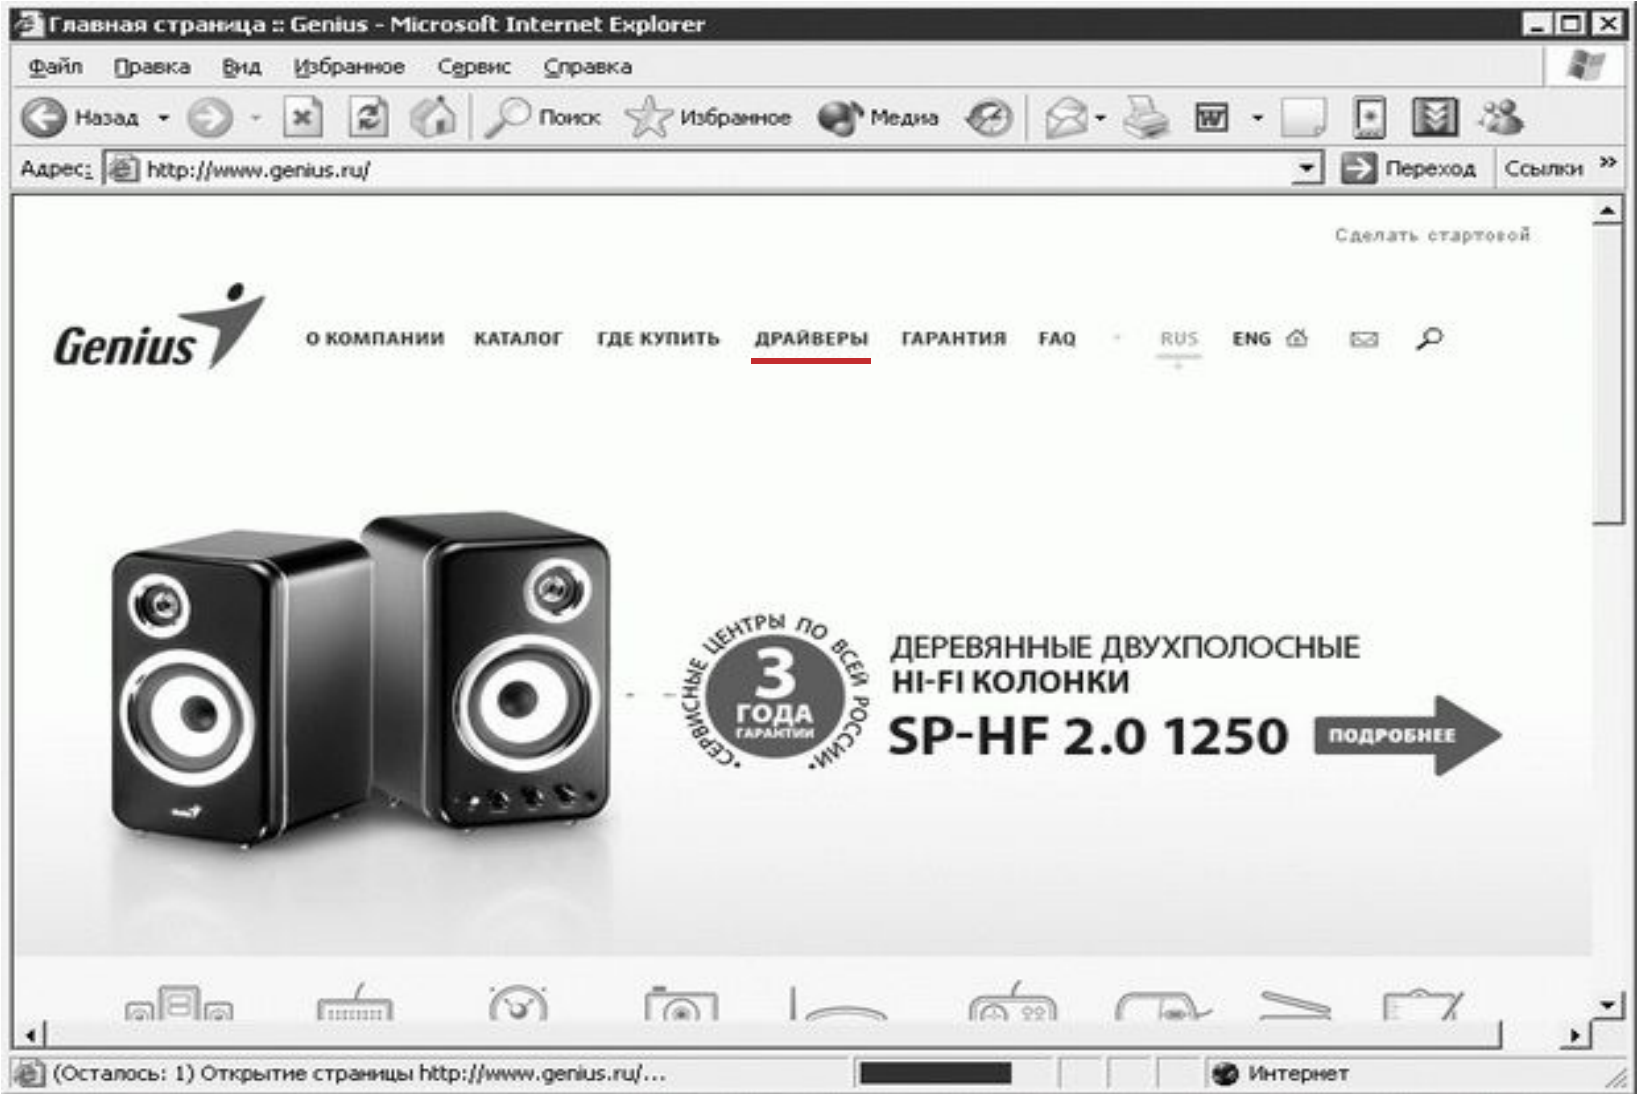 Главная страница :: Genius - Microsoft Internet Explorer
Файл Правка Вид Избранное Сервис Справка
Назад Поиск Избранное Медиа
Адрес: http://www.genius.ru/ Переход Ссылки »
Сделать стартовой
Genius О КОМПАНИИ КАТАЛОГ ГДЕ КУПИТЬ ДРАЙВЕРЫ ГАРАНТИЯ FAQ RUS ENG
•СЕРВИСНЫЕ ЦЕНТРЫ ПО ВСЕЙ РОССИИ•
3
ГОДА
ГАРАНТИИ
ДЕРЕВЯННЫЕ ДВУХПОЛОСНЫЕ
HI-FI КОЛОНКИ
SP-HF 2.0 1250 ПОДРОБНЕЕ
(Осталось: 1) Открытие страницы http://www.genius.ru/... Интернет